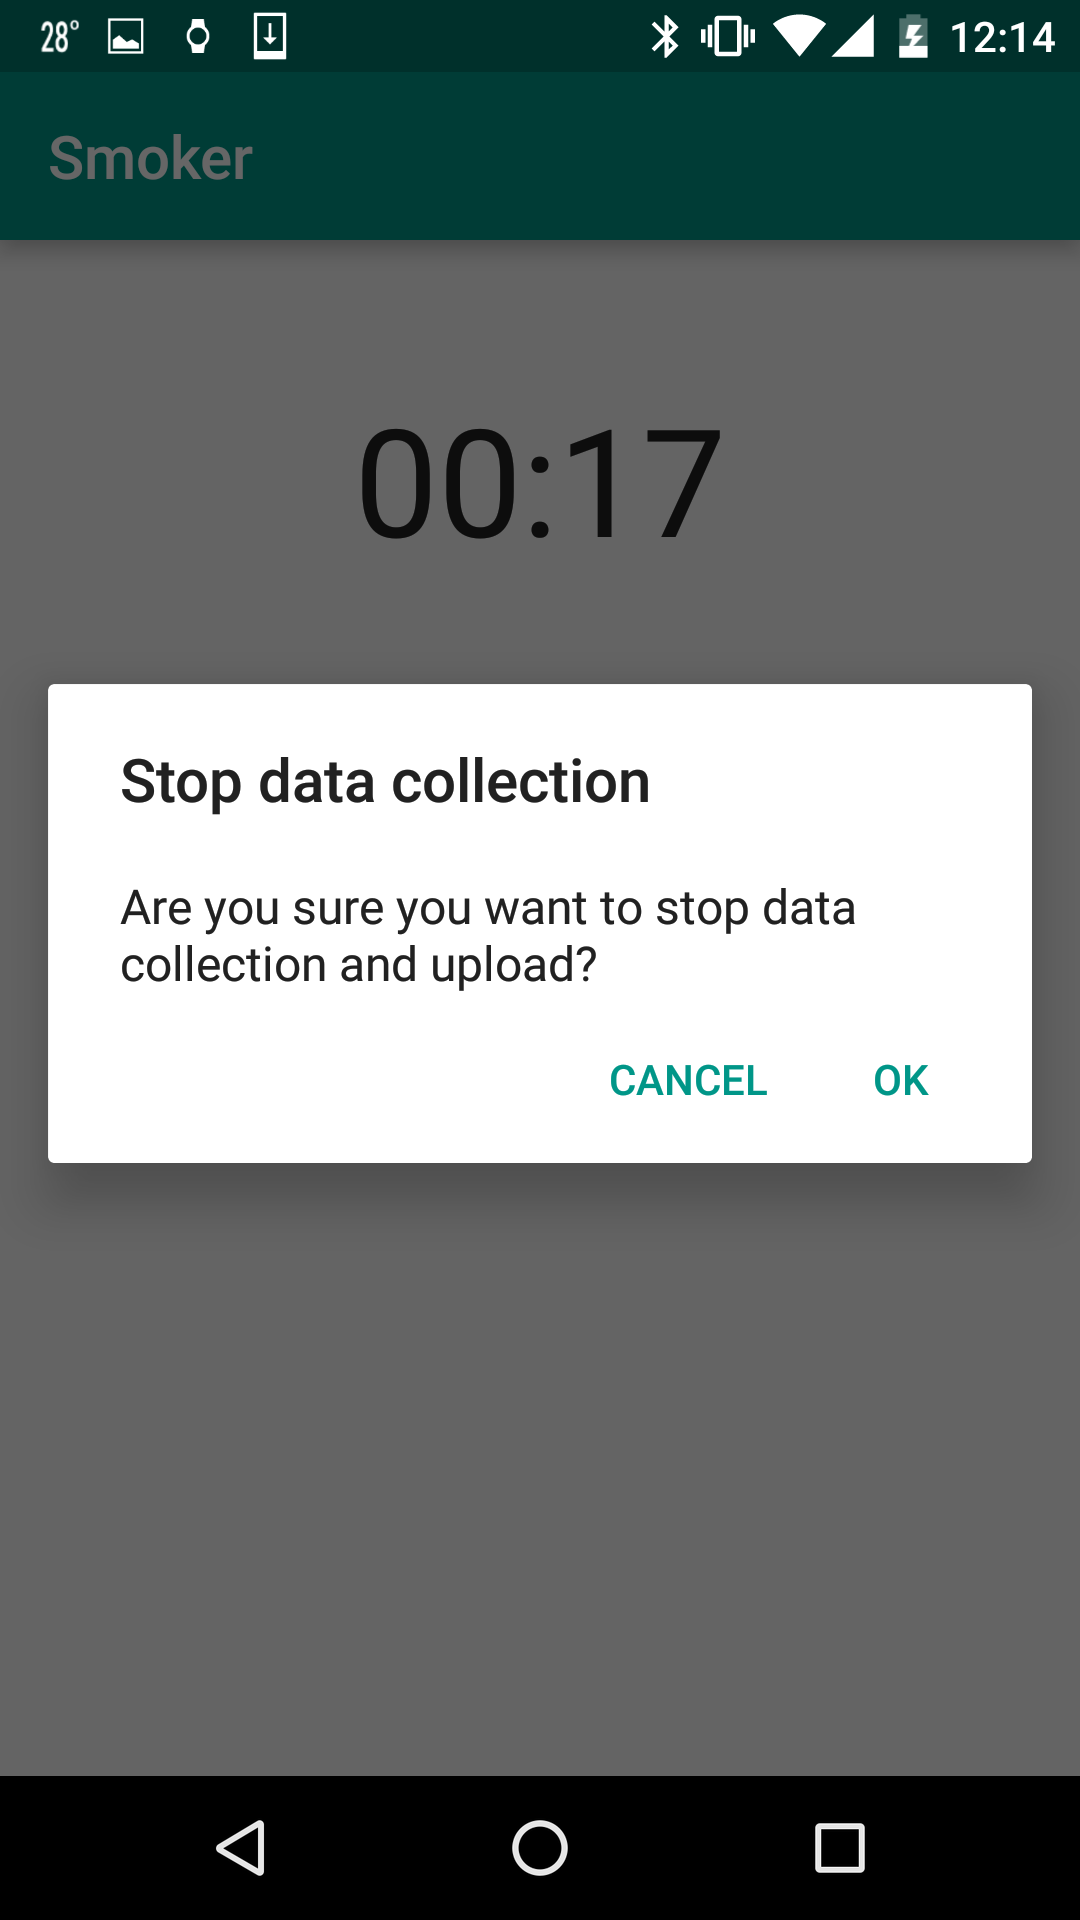 28° 12:14
Smoker
00:17
Stop data collection
Are you sure you want to stop data
collection and upload?
CANCEL OK